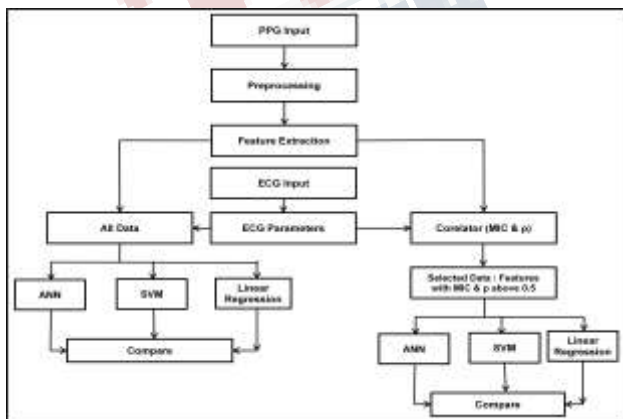 PPG Input
Preprocessing
Feature Extraction
ECG Input
All Data
ECG Parameters
Corelator (MIC & ρ)
ANN
SVM
Linear
Regression
Compare
Selected Data : Features
with MIC & ρ above 0.5
ANN
SVM
Linear
Regression
Compare